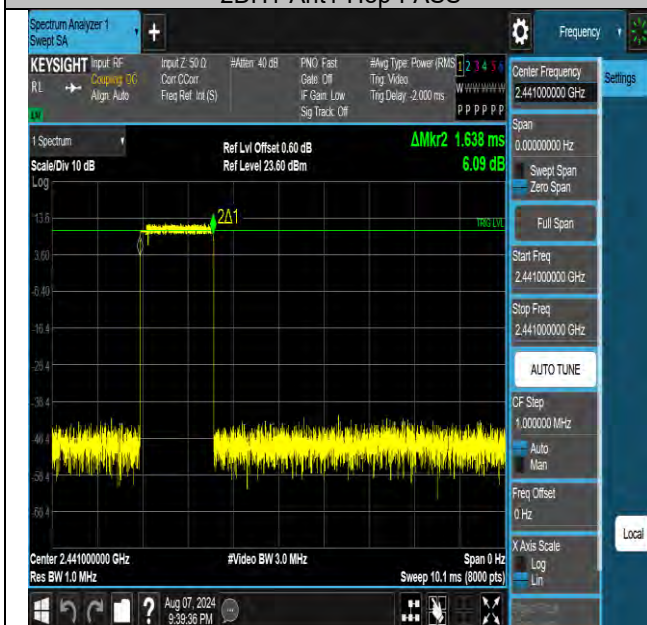 Spectrum Analyzer 1
Swept SA
+
Frequency
KEYSIGHT
RL
Input: RF
Coupling: DC
Align: Auto
Input Z: 50 Ω
Corr CCorr
Freq Ref: Int (S)
#Atten: 40 dB
PNO: Fast
Gate: Off
IF Gain: Low
Sig Track: Off
#Avg Type: Power (RMS
Trig: Video
Trig Delay: -2.000 ms
1 2 3 4 5 6
W W W W W W
P P P P P P
1 Spectrum
Scale/Div 10 dB
Log
Ref Lvl Offset 0.60 dB
Ref Level 23.60 dBm
ΔMkr2 1.638 ms
6.09 dB
2Δ1
TRIG LVL
13.6
3.60
-6.40
-16.4
-26.4
-36.4
-46.4
-56.4
-66.4
Center 2.441000000 GHz
Res BW 1.0 MHz
#Video BW 3.0 MHz
Span 0 Hz
Sweep 10.1 ms (8000 pts)
Center Frequency
2.441000000 GHz
Settings
Span
0.00000000 Hz
Swept Span
Zero Span
Full Span
Start Freq
2.441000000 GHz
Stop Freq
2.441000000 GHz
AUTO TUNE
CF Step
1.000000 MHz
Auto
Man
Freq Offset
0 Hz
X Axis Scale
Log
Lin
Local
?
Aug 07, 2024
9:39:36 PM